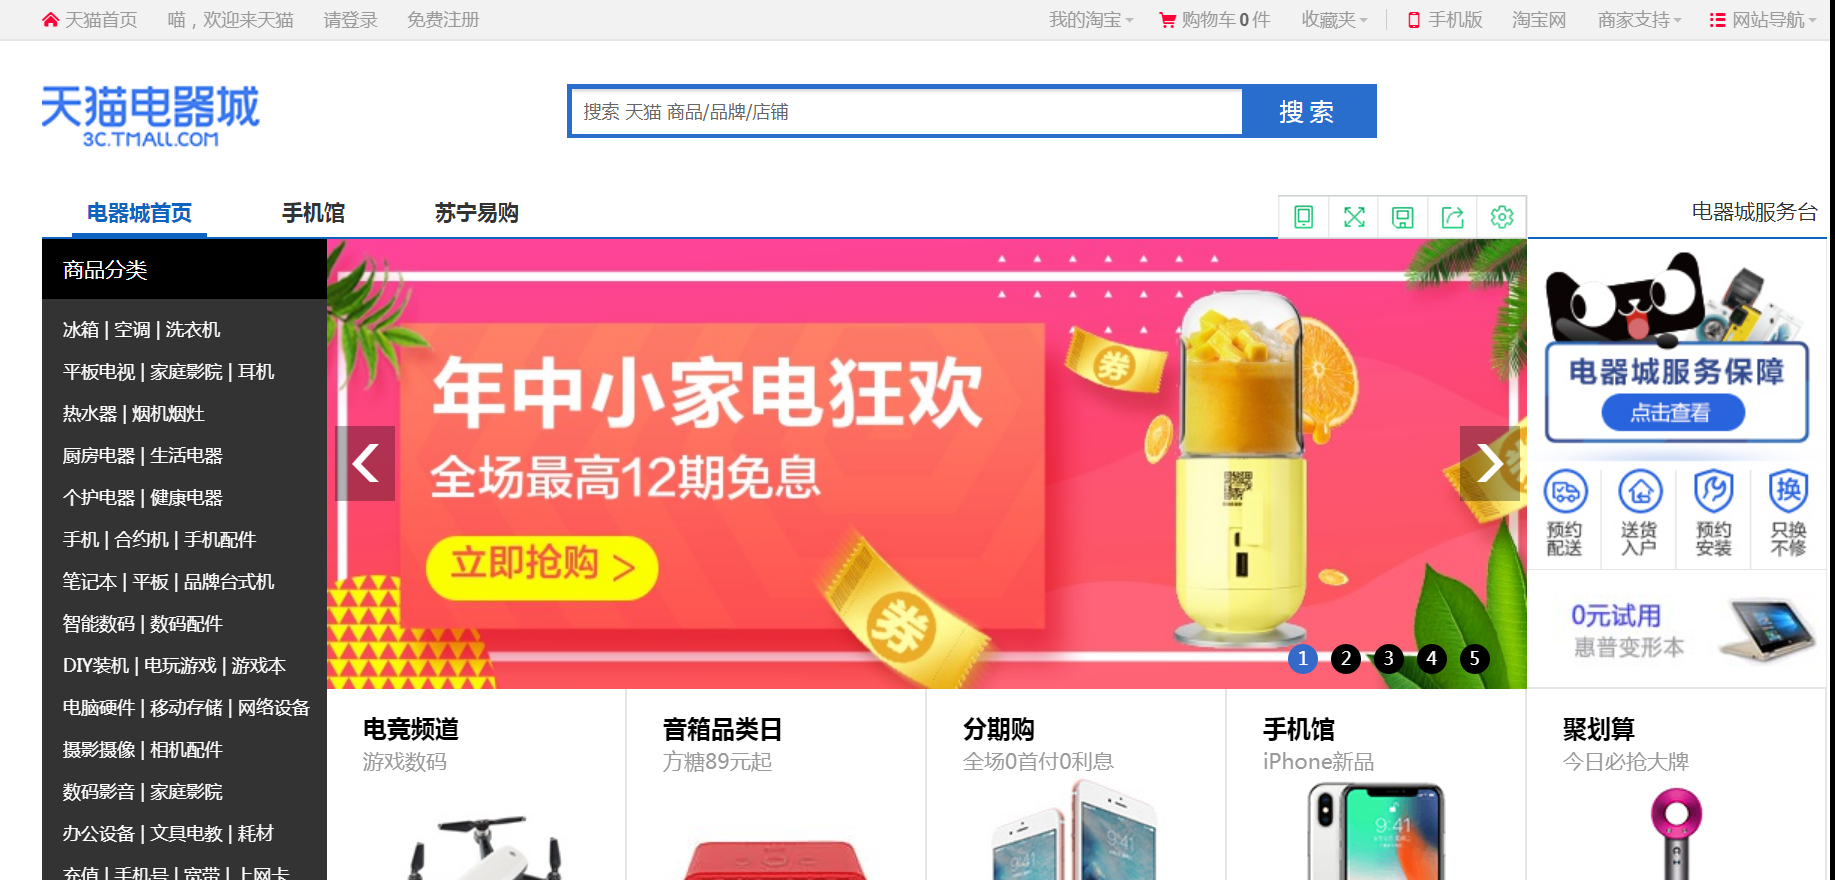 天猫首页 喵，欢迎来天猫 请登录 免费注册 我的淘宝 购物车0件 收藏夹 手机版 淘宝网 商家支持 网站导航
天猫电器城
3C.TMALL.COM
搜索 天猫 商品/品牌/店铺 搜索
电器城首页 手机馆 苏宁易购 电器城服务台
商品分类
冰箱 | 空调 | 洗衣机
平板电视 | 家庭影院 | 耳机
热水器 | 烟机烟灶
厨房电器 | 生活电器
个护电器 | 健康电器
手机 | 合约机 | 手机配件
笔记本 | 平板 | 品牌台式机
智能数码 | 数码配件
DIY装机 | 电玩游戏 | 游戏本
电脑硬件 | 移动存储 | 网络设备
摄影摄像 | 相机配件
数码影音 | 家庭影院
办公设备 | 文具电教 | 耗材
充值 | 手机号 | 宽带 | 上网卡
年中小家电狂欢
全场最高12期免息
立即抢购 >
券
券
券
1 2 3 4 5
电器城服务保障
点击查看
换
预约
配送
送货
入户
预约
安装
只换
不修
0元试用
惠普变形本
电竞频道
游戏数码
音箱品类日
方糖89元起
分期购
全场0首付0利息
手机馆
iPhone新品
聚划算
今日必抢大牌
9:41
9:41
9:41